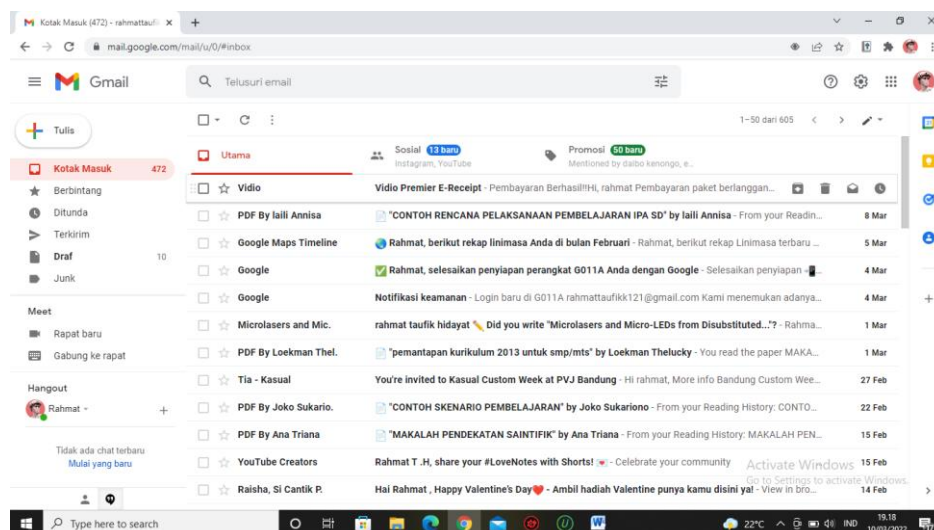 Kotak Masuk (472) - rahmattaufi
mail.google.com/mail/u/0/#inbox
Gmail
Telusuri email
Tulis
1–50 dari 605
Utama
Sosial 13 baru
Instagram, YouTube
Promosi 50 baru
Mentioned by daibo kenongo, e...
Kotak Masuk 472
Berbintang
Ditunda
Terkirim
Draf 10
Junk
Meet
Rapat baru
Gabung ke rapat
Hangout
Rahmat
Tidak ada chat terbaru
Mulai yang baru
Vidio Vidio Premier E-Receipt - Pembayaran Berhasil!!Hi, rahmat Pembayaran paket berlanggan...
PDF By laili Annisa "CONTOH RENCANA PELAKSANAAN PEMBELAJARAN IPA SD" by laili Annisa - From your Readin... 8 Mar
Google Maps Timeline Rahmat, berikut rekap linimasa Anda di bulan Februari - Rahmat, berikut rekap Linimasa terbaru ... 5 Mar
Google Rahmat, selesaikan penyiapan perangkat G011A Anda dengan Google - Selesaikan penyiapan ... 4 Mar
Google Notifikasi keamanan - Login baru di G011A rahmattaufikk121@gmail.com Kami menemukan adanya... 4 Mar
Microlasers and Mic. rahmat taufik hidayat Did you write "Microlasers and Micro-LEDs from Disubstituted..."? - Rahma... 1 Mar
PDF By Loekman Thel. "pemantapan kurikulum 2013 untuk smp/mts" by Loekman Thelucky - You read the paper MAKA... 1 Mar
Tia - Kasual You're invited to Kasual Custom Week at PVJ Bandung - Hi rahmat, More info Bandung Custom Wee... 27 Feb
PDF By Joko Sukario. "CONTOH SKENARIO PEMBELAJARAN" by Joko Sukariono - From your Reading History: CONTO... 22 Feb
PDF By Ana Triana "MAKALAH PENDEKATAN SAINTIFIK" by Ana Triana - From your Reading History: MAKALAH PEN... 15 Feb
YouTube Creators Rahmat T .H, share your #LoveNotes with Shorts! - Celebrate your community 15 Feb
Raisha, Si Cantik P. Hai Rahmat , Happy Valentine's Day - Ambil hadiah Valentine punya kamu disini ya! - View in bro... 14 Feb
Activate Windows
Go to Settings to activate Windows.
Type here to search
22°C
IND
19.18
10/03/2022